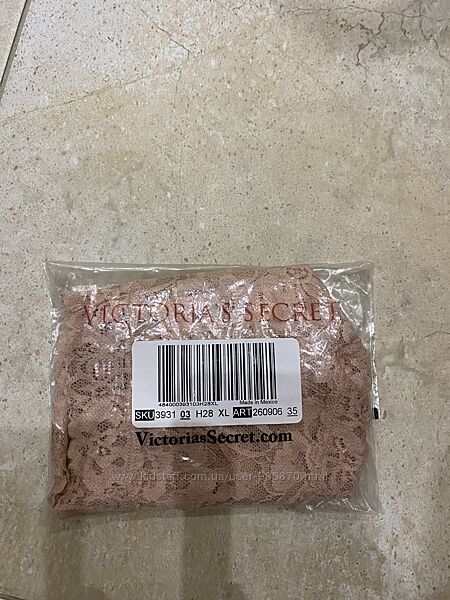 VICTORIA'S SECRET
484000393103H28XL Made in Mexico
SKU 3931 03 H28 XL ART 260906 35
VictoriasSecret.com